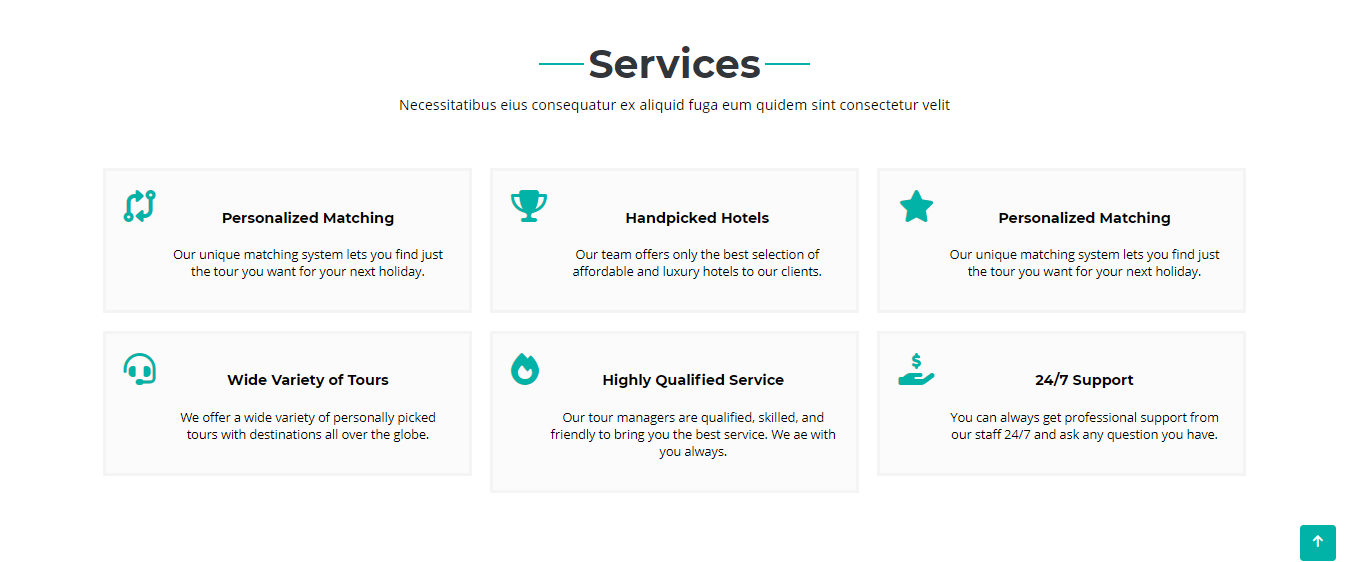 Services
Necessitatibus eius consequatur ex aliquid fuga eum quidem sint consectetur velit
Personalized Matching
Our unique matching system lets you find just
the tour you want for your next holiday.
Handpicked Hotels
Our team offers only the best selection of
affordable and luxury hotels to our clients.
Personalized Matching
Our unique matching system lets you find just
the tour you want for your next holiday.
Wide Variety of Tours
We offer a wide variety of personally picked
tours with destinations all over the globe.
Highly Qualified Service
Our tour managers are qualified, skilled, and
friendly to bring you the best service. We ae with
you always.
24/7 Support
You can always get professional support from
our staff 24/7 and ask any question you have.